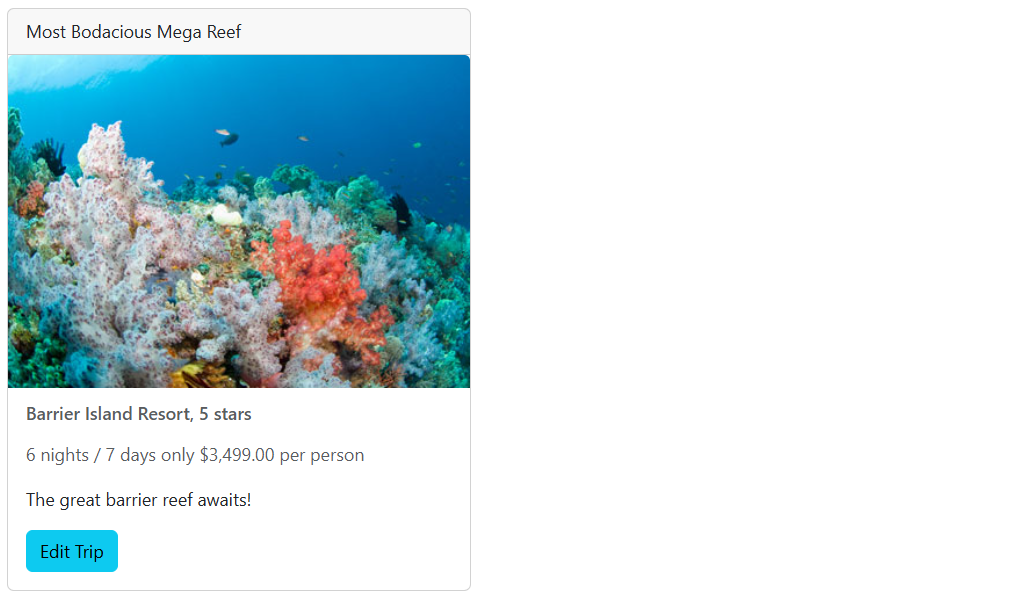 Most Bodacious Mega Reef
Barrier Island Resort, 5 stars
6 nights / 7 days only $3,499.00 per person
The great barrier reef awaits!
Edit Trip